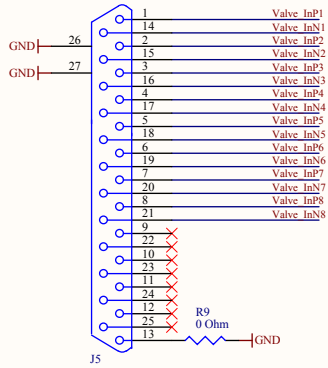 1 Valve InP1
14 Valve InN1
GND 26 2 Valve InP2
15 Valve InN2
GND 27 3 Valve InP3
16 Valve InN3
4 Valve InP4
17 Valve InN4
5 Valve InP5
18 Valve InN5
6 Valve InP6
19 Valve InN6
7 Valve InP7
20 Valve InN7
8 Valve InP8
21 Valve InN8
9
22
10
23
11
24
12
25
R9
0 Ohm
13 GND
J5